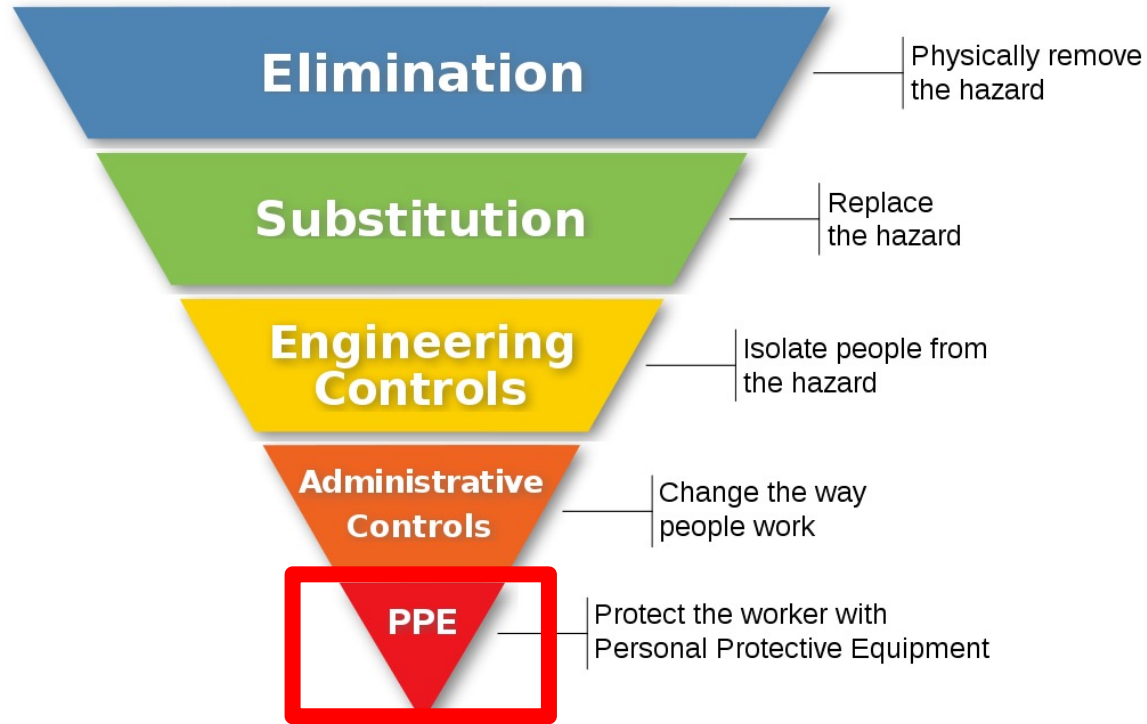 Elimination
Physically remove
the hazard
Substitution
Replace
the hazard
Engineering
Controls
Isolate people from
the hazard
Administrative
Controls
Change the way
people work
PPE
Protect the worker with
Personal Protective Equipment